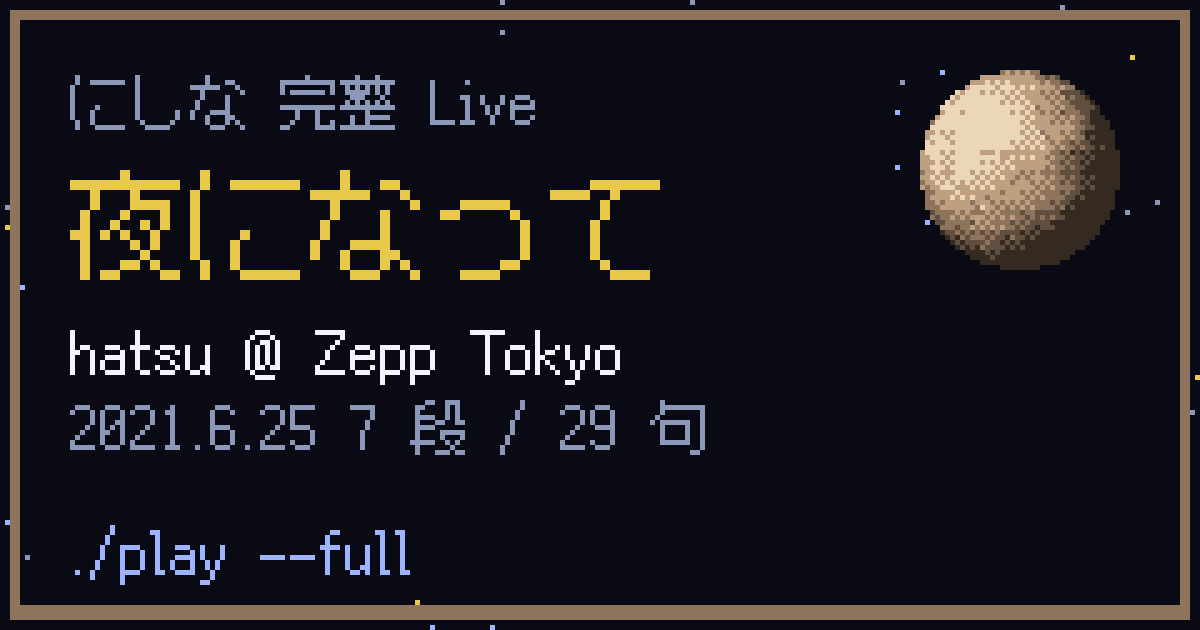 にしな 完整 Live
夜になって
hatsu @ Zepp Tokyo
2021.6.25 7 段 / 29 句
./play --full